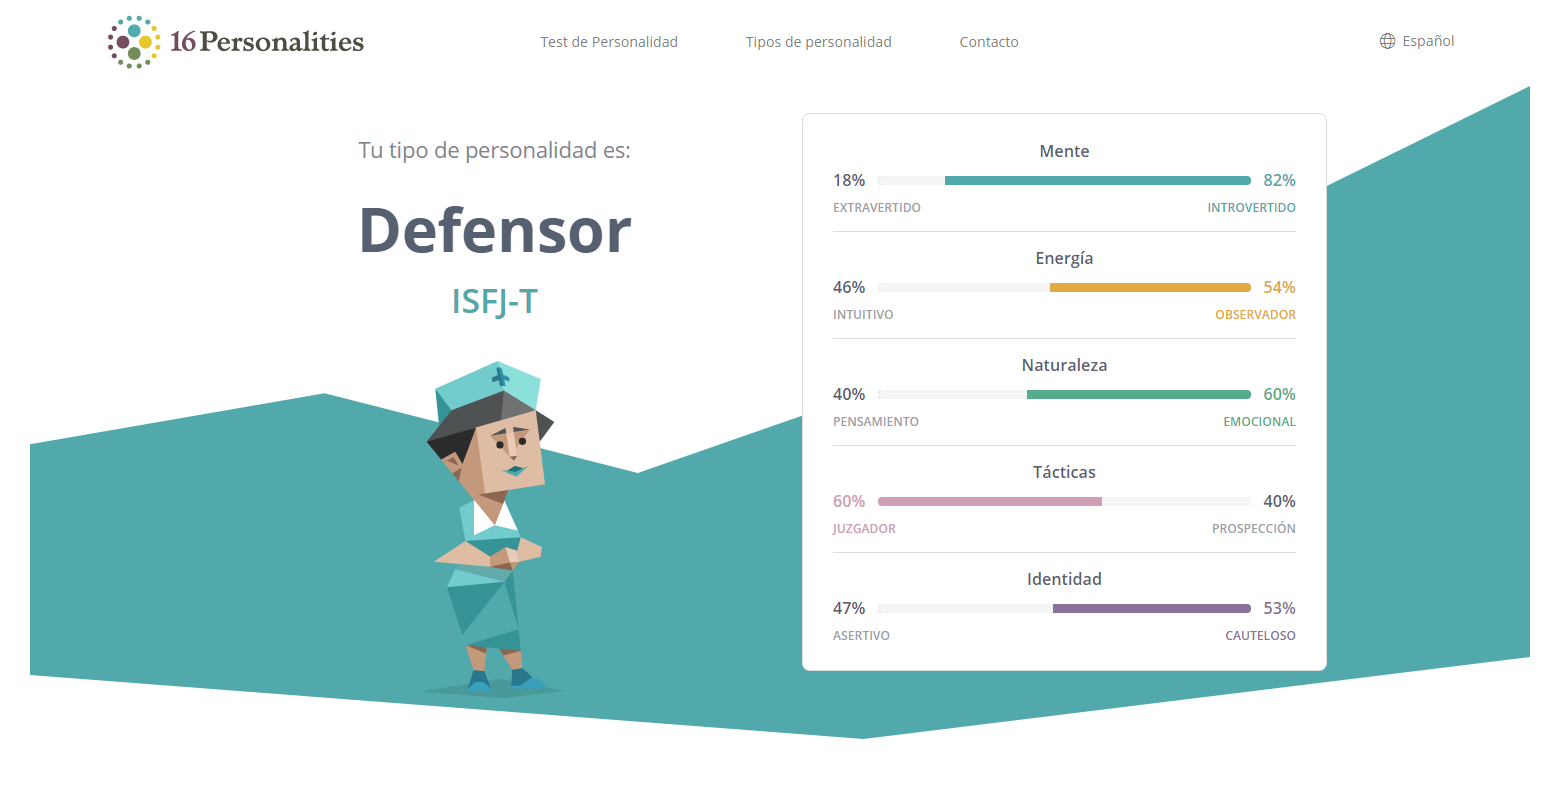 16Personalities
Test de Personalidad
Tipos de personalidad
Contacto
Español
Tu tipo de personalidad es:
Defensor
ISFJ-T
Mente
18% 82%
EXTRAVERTIDO INTROVERTIDO
Energía
46% 54%
INTUITIVO OBSERVADOR
Naturaleza
40% 60%
PENSAMIENTO EMOCIONAL
Tácticas
60% 40%
JUZGADOR PROSPECCIÓN
Identidad
47% 53%
ASERTIVO CAUTELOSO